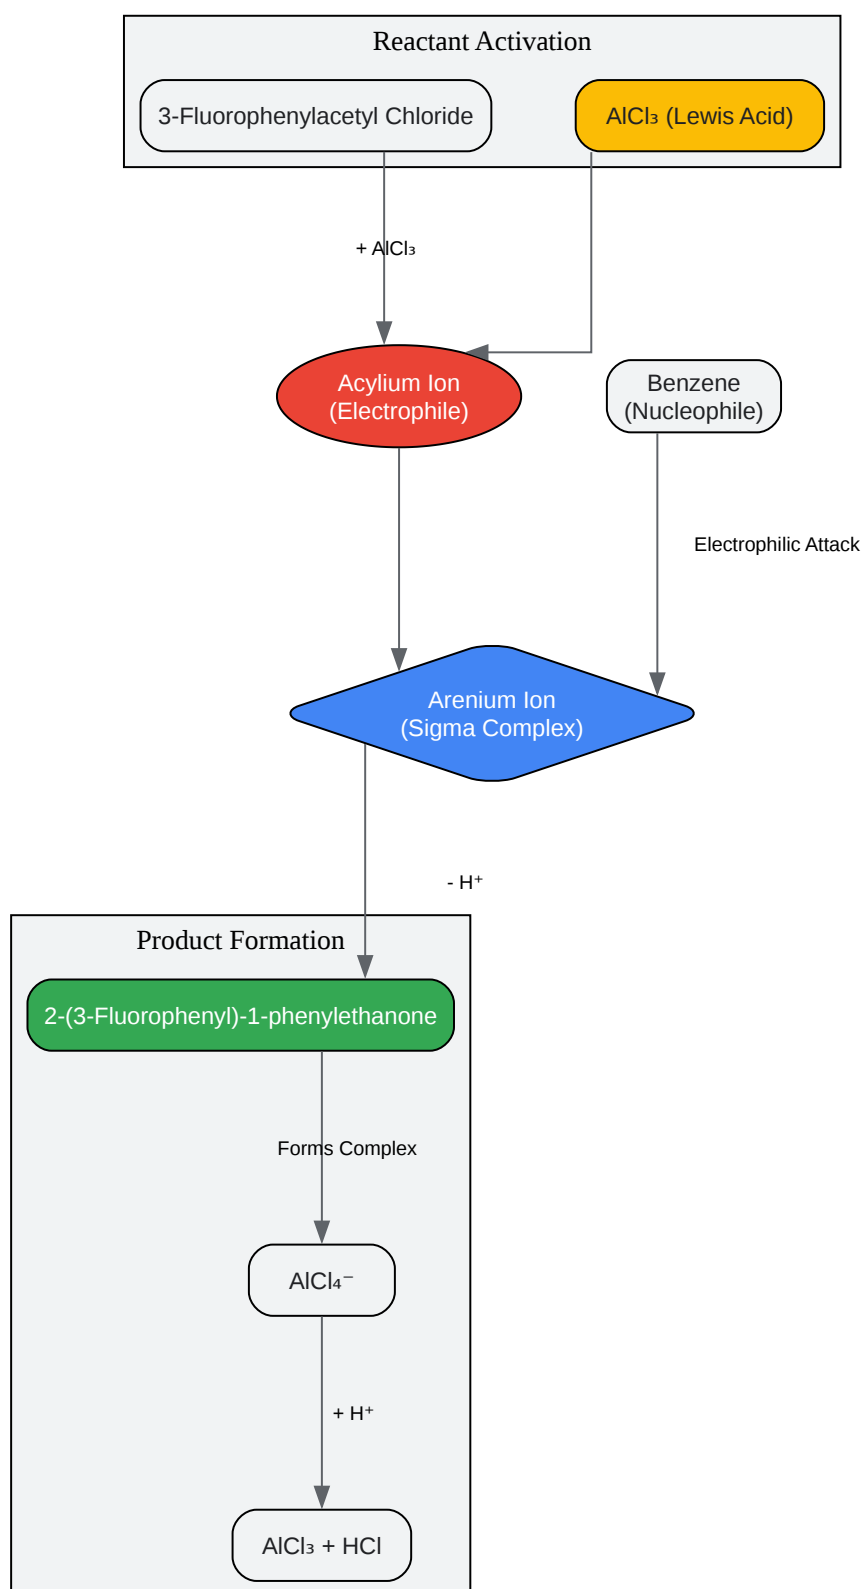 Reactant Activation
3-Fluorophenylacetyl Chloride
AlCl₃ (Lewis Acid)
+ AlCl₃
Acylium Ion
(Electrophile)
Benzene
(Nucleophile)
Electrophilic Attack
Arenium Ion
(Sigma Complex)
- H⁺
Product Formation
2-(3-Fluorophenyl)-1-phenylethanone
Forms Complex
AlCl₄⁻
+ H⁺
AlCl₃ + HCl